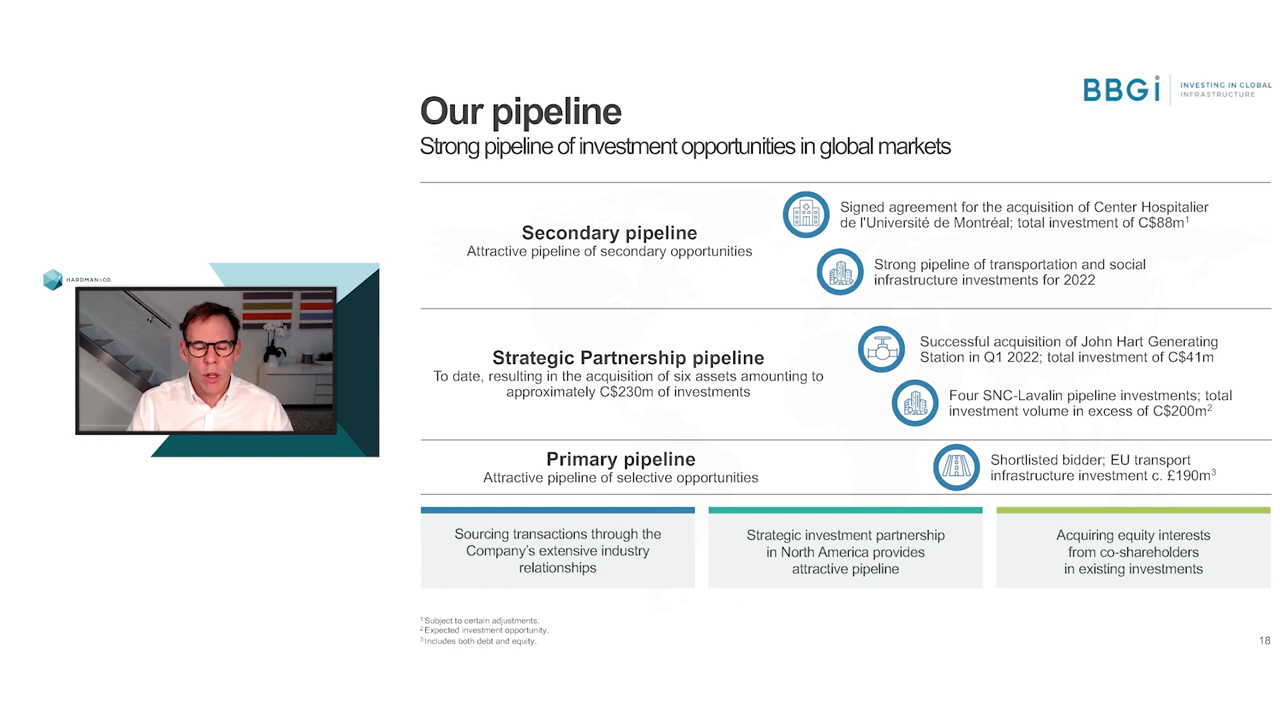 BBGi
INVESTING IN GLOBAL
INFRASTRUCTURE
Our pipeline
Strong pipeline of investment opportunities in global markets
Secondary pipeline
Attractive pipeline of secondary opportunities
Signed agreement for the acquisition of Center Hospitalier
de l'Université de Montréal; total investment of C$88m¹
Strong pipeline of transportation and social
infrastructure investments for 2022
HARDMAN&CO.
Strategic Partnership pipeline
To date, resulting in the acquisition of six assets amounting to
approximately C$230m of investments
Successful acquisition of John Hart Generating
Station in Q1 2022; total investment of C$41m
Four SNC-Lavalin pipeline investments; total
investment volume in excess of C$200m²
Primary pipeline
Attractive pipeline of selective opportunities
Shortlisted bidder; EU transport
infrastructure investment c. £190m³
Sourcing transactions through the
Company's extensive industry
relationships
Strategic investment partnership
in North America provides
attractive pipeline
Acquiring equity interests
from co-shareholders
in existing investments
¹ Subject to certain adjustments.
² Expected investment opportunity.
³ Includes both debt and equity.
18